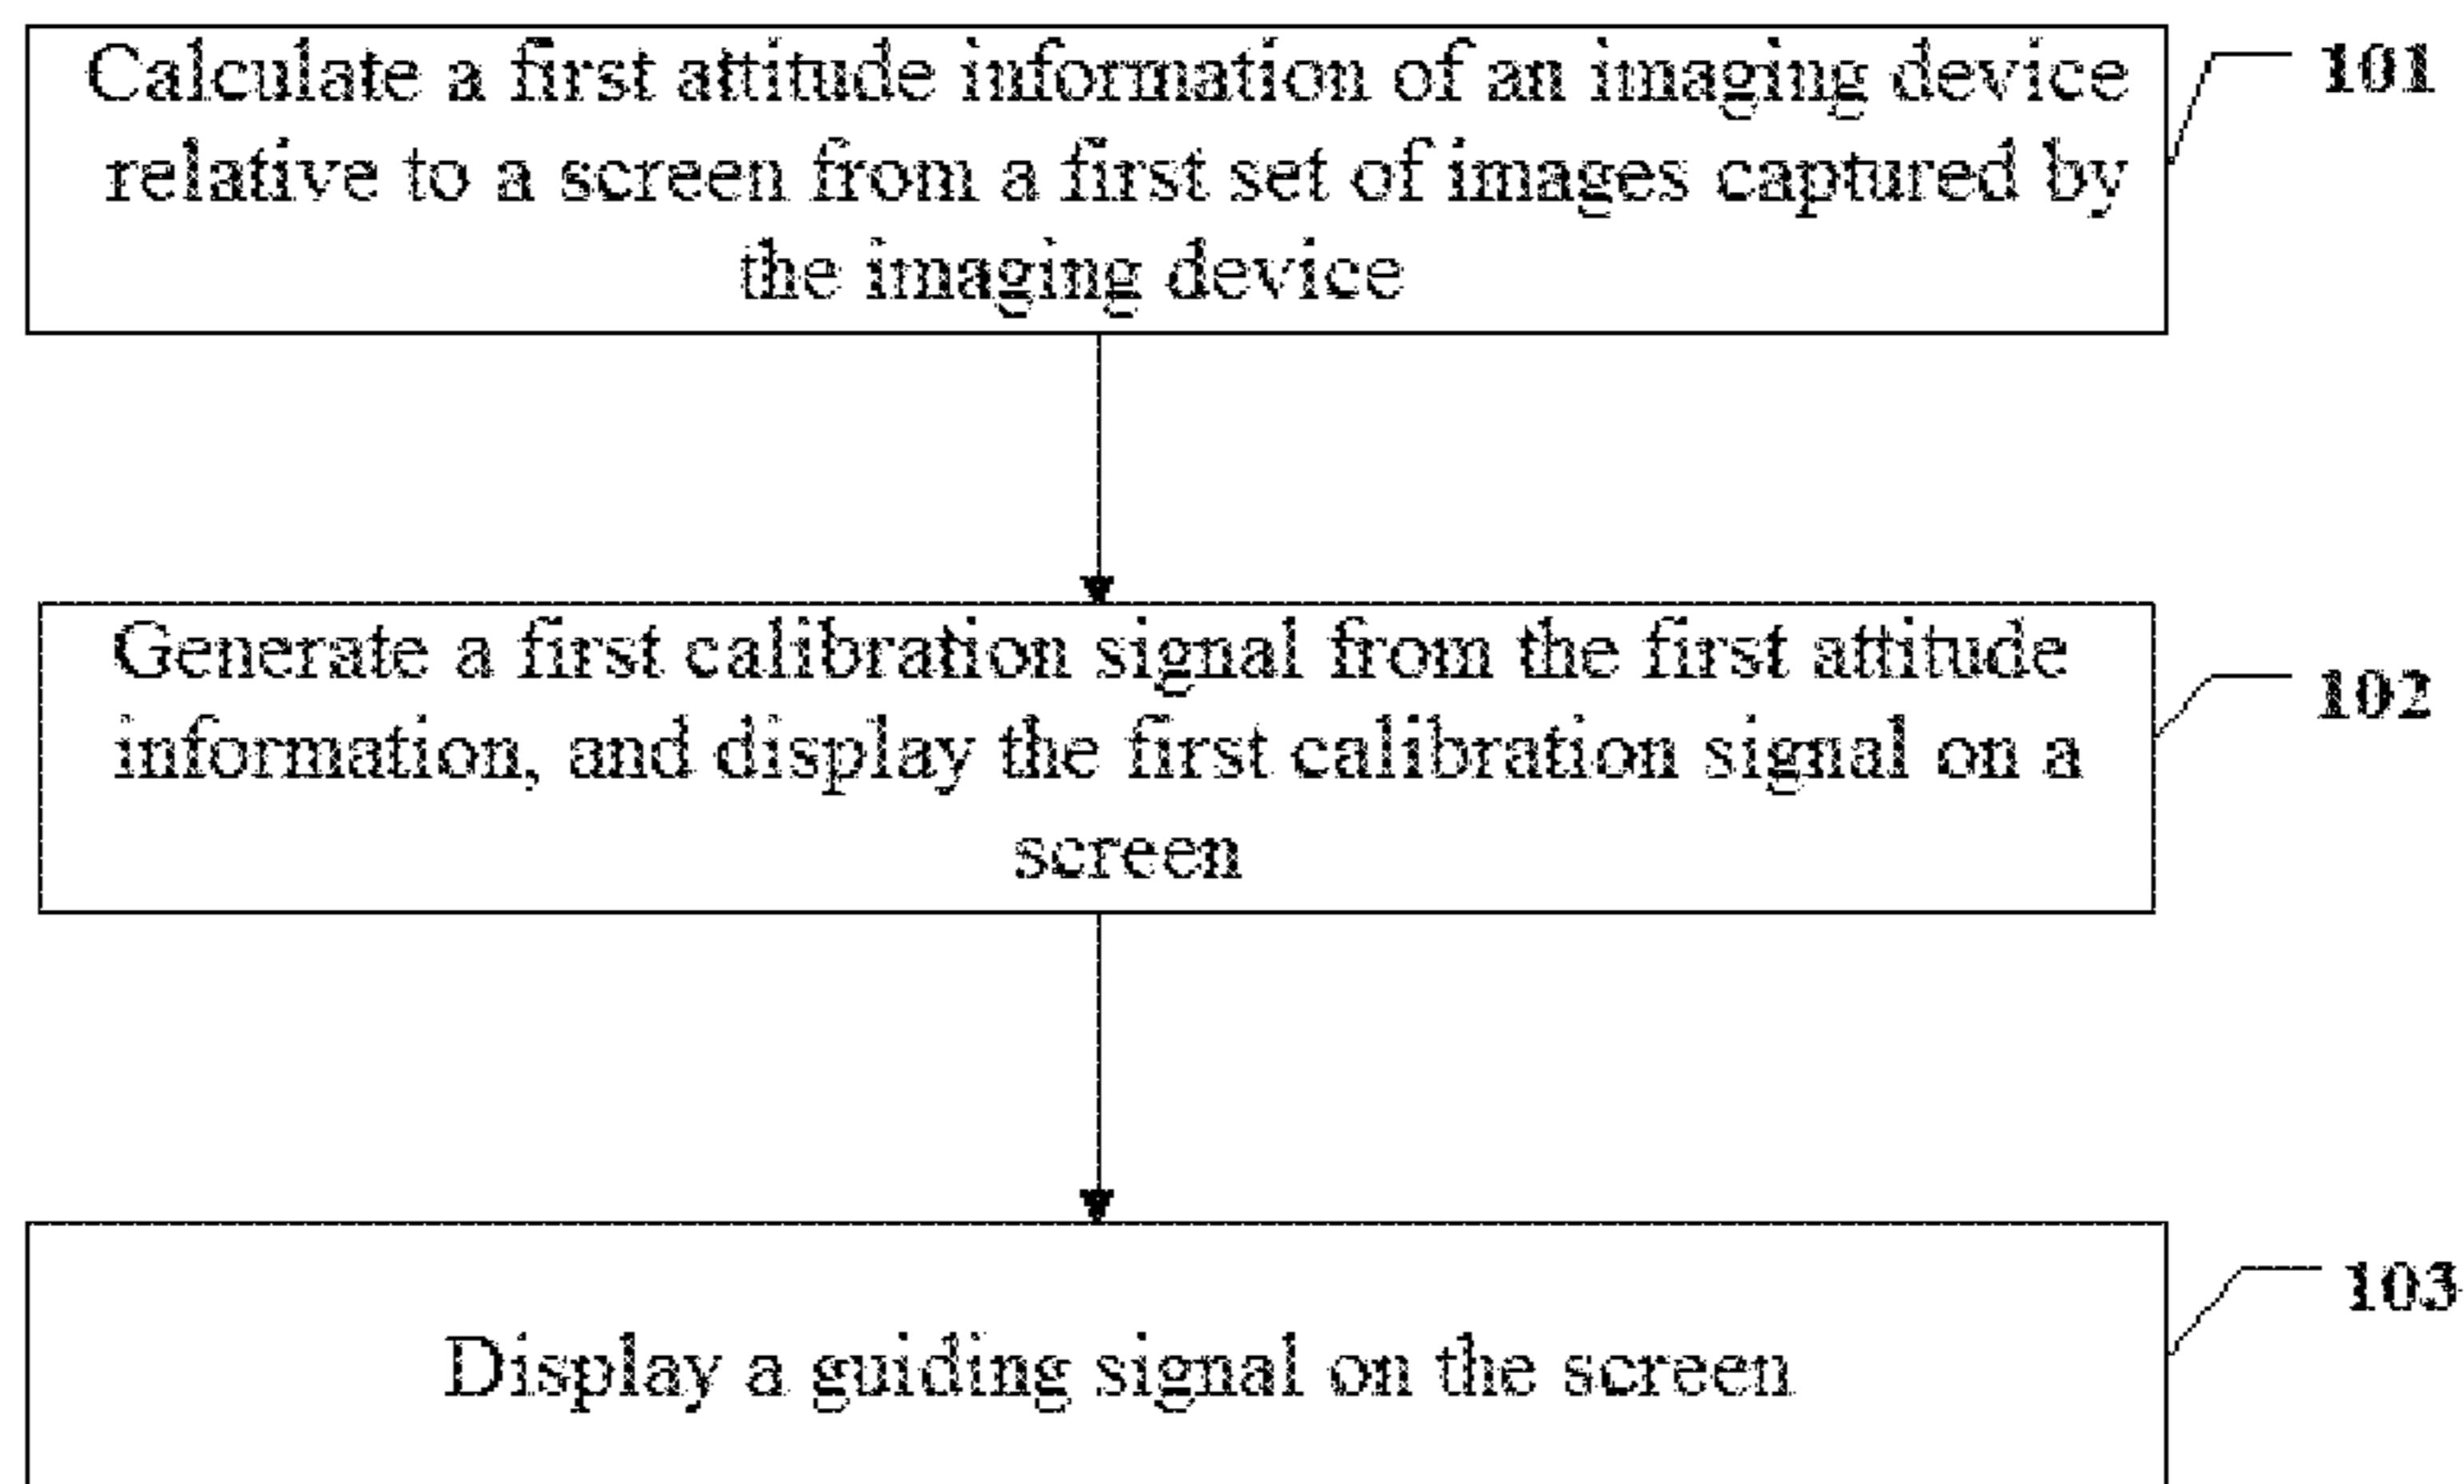 Calculate a first attitude information of an imaging device
relative to a screen from a first set of images captured by
the imaging device
101
Generate a first calibration signal from the first attitude
information, and display the first calibration signal on a
screen
102
Display a guiding signal on the screen
103